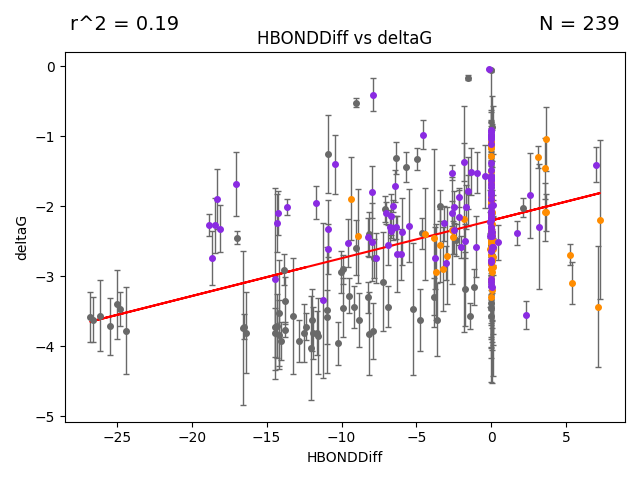 r^2 = 0.19
N = 239
HBONDDiff vs deltaG
deltaG
0
−1
−2
−3
−4
−5
−25
−20
−15
−10
−5
0
5
HBONDDiff